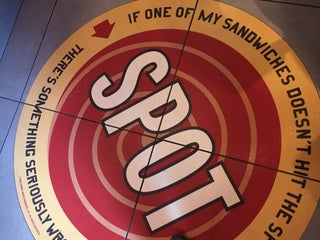 IF ONE OF MY SANDWICHES DOESN'T HIT THE
THERE'S SOMETHING SERIOUSLY
SPOT